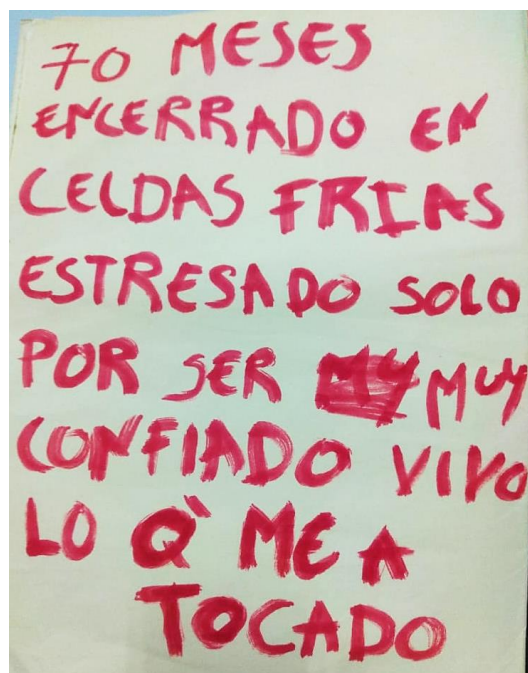 70 MESES
ENCERRADO EN
CELDAS FRIAS
ESTRESADO SOLO
POR SER MUY
CONFIADO VIVO
LO Q` ME A
TOCADO